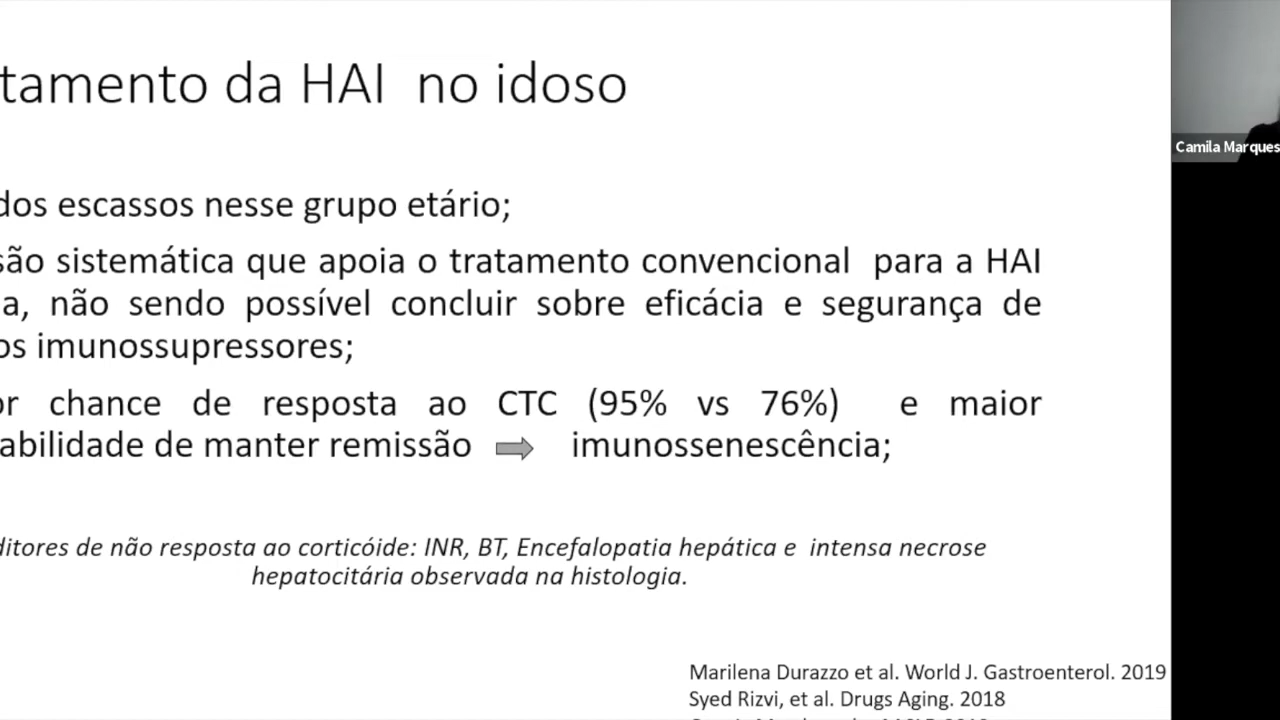 tamento da HAI no idoso
Camila Marques
dos escassos nesse grupo etário;
são sistemática que apoia o tratamento convencional para a HAI
a, não sendo possível concluir sobre eficácia e segurança de
os imunossupressores;
or chance de resposta ao CTC (95% vs 76%) e maior
abilidade de manter remissão imunossenescência;
ditores de não resposta ao corticóide: INR, BT, Encefalopatia hepática e intensa necrose
hepatocitária observada na histologia.
Marilena Durazzo et al. World J. Gastroenterol. 2019
Syed Rizvi, et al. Drugs Aging. 2018